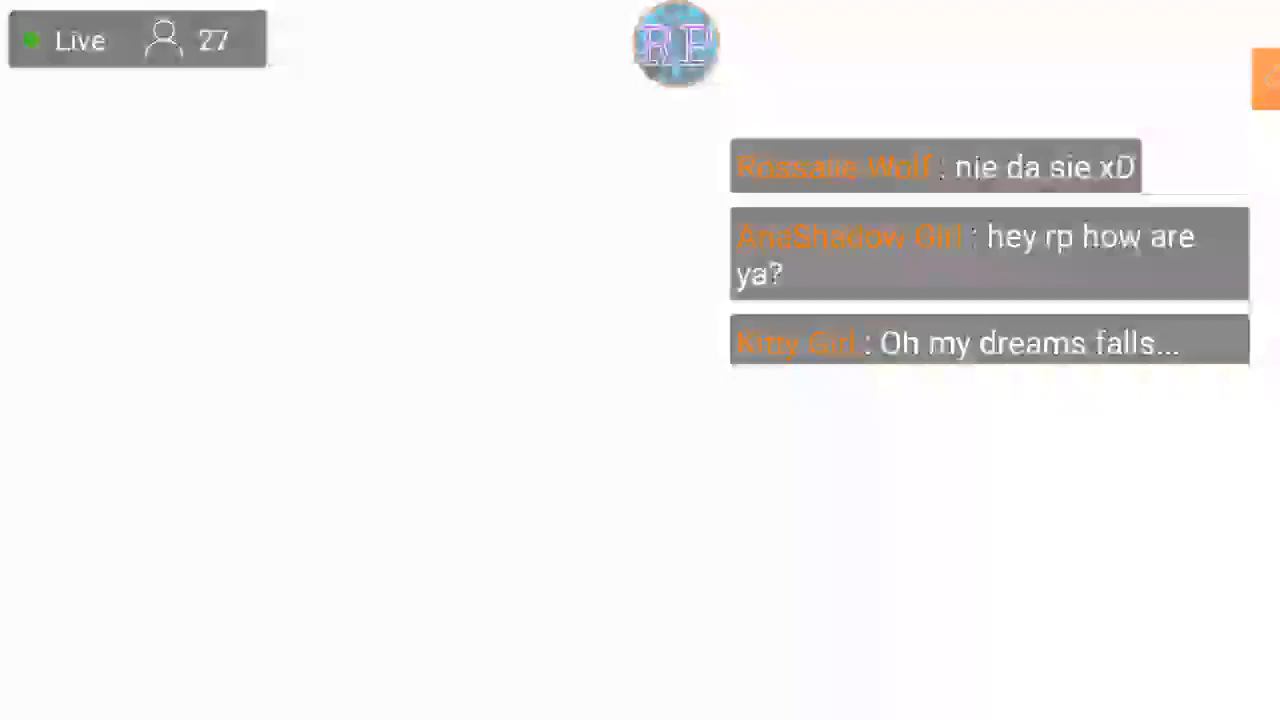 Live 27
RP
Rossalie Wolf : nie da sie xD
AnaShadow Girl : hey rp how are
ya?
Kitty Girl : Oh my dreams falls...